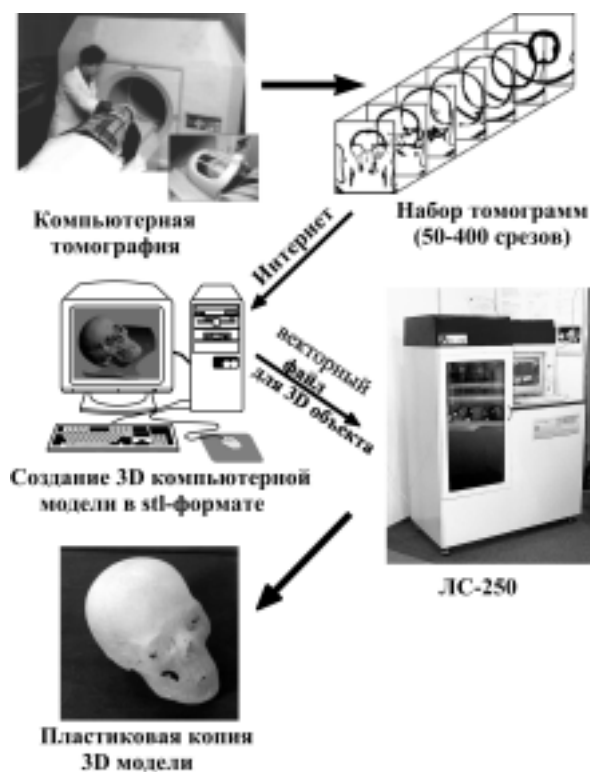 Компьютерная
томография
Набор томограмм
(50-400 срезов)
Интернет
векторный
файл
для 3D объекта
Создание 3D компьютерной
модели в stl-формате
ЛС-250
Пластиковая копия
3D модели